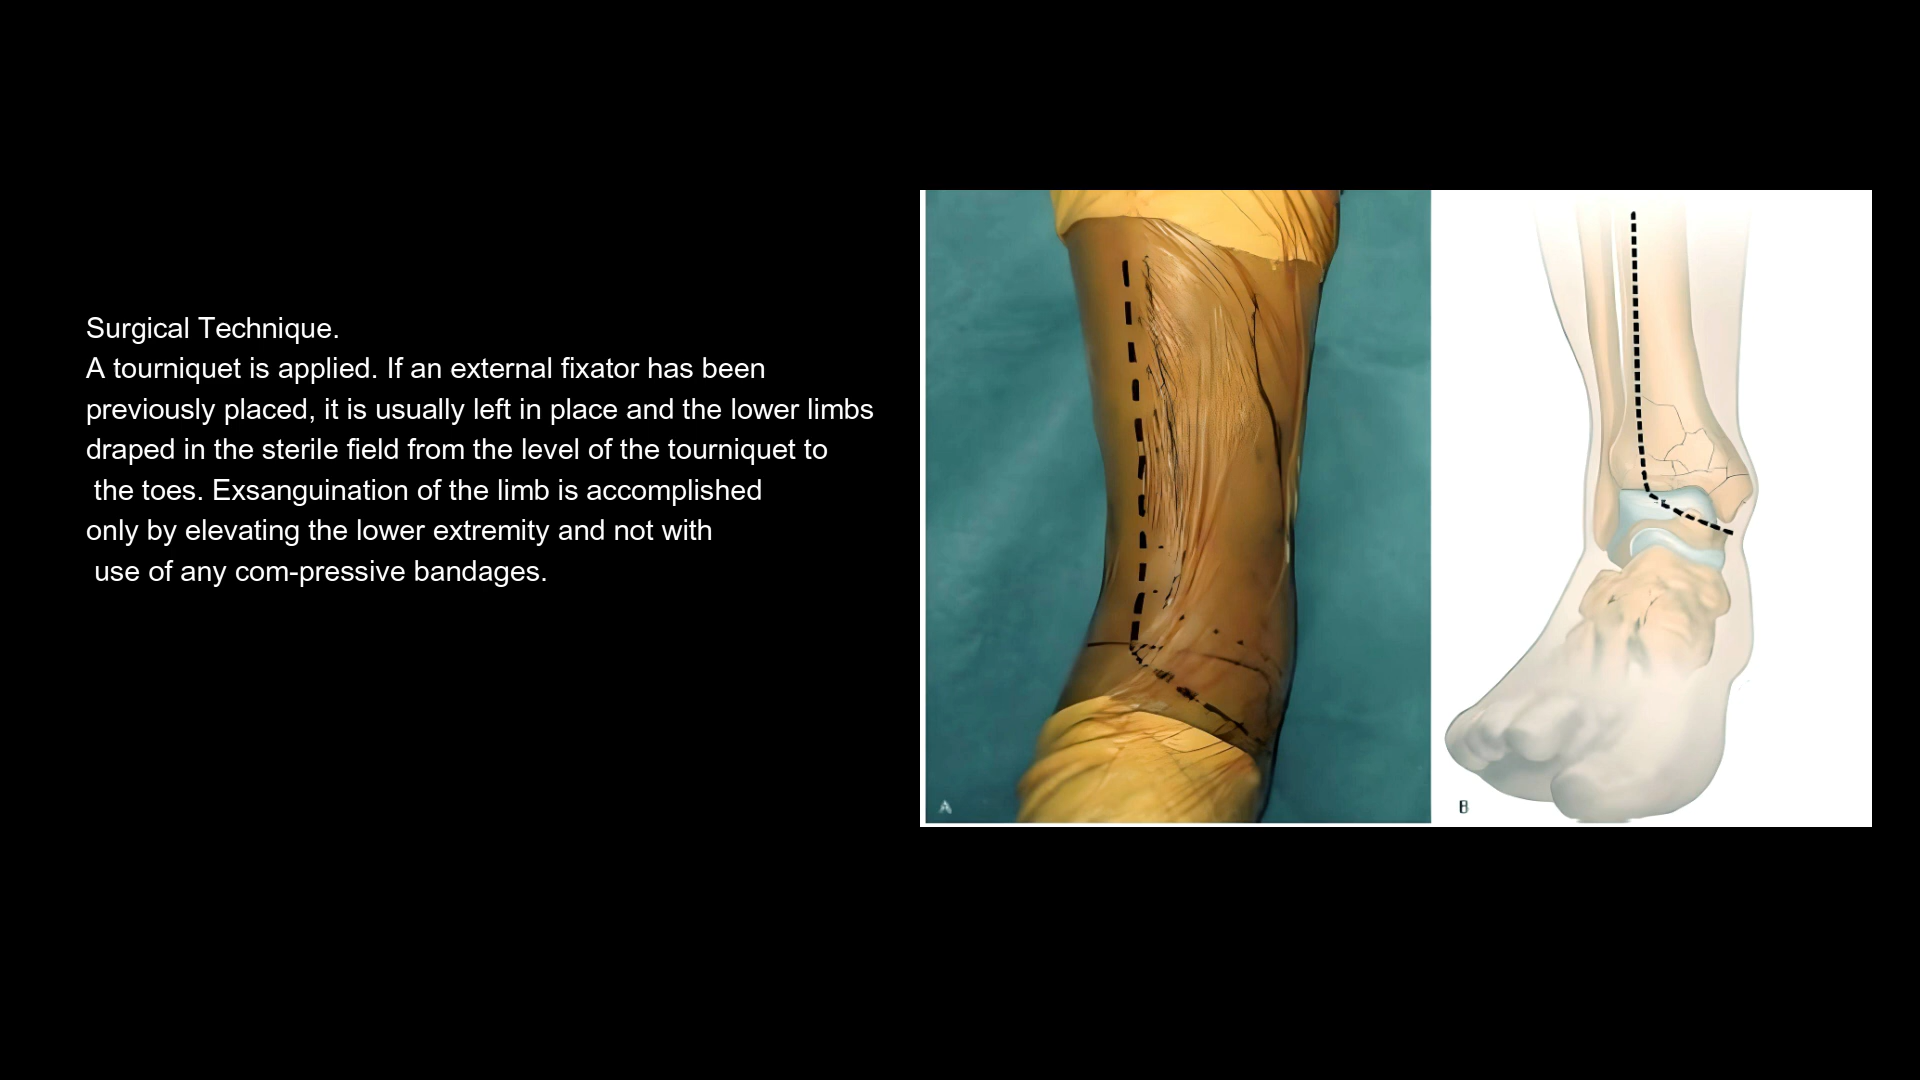 Surgical Technique.
A tourniquet is applied. If an external fixator has been
previously placed, it is usually left in place and the lower limbs
draped in the sterile field from the level of the tourniquet to
the toes. Exsanguination of the limb is accomplished
only by elevating the lower extremity and not with
use of any com-pressive bandages.
A
B